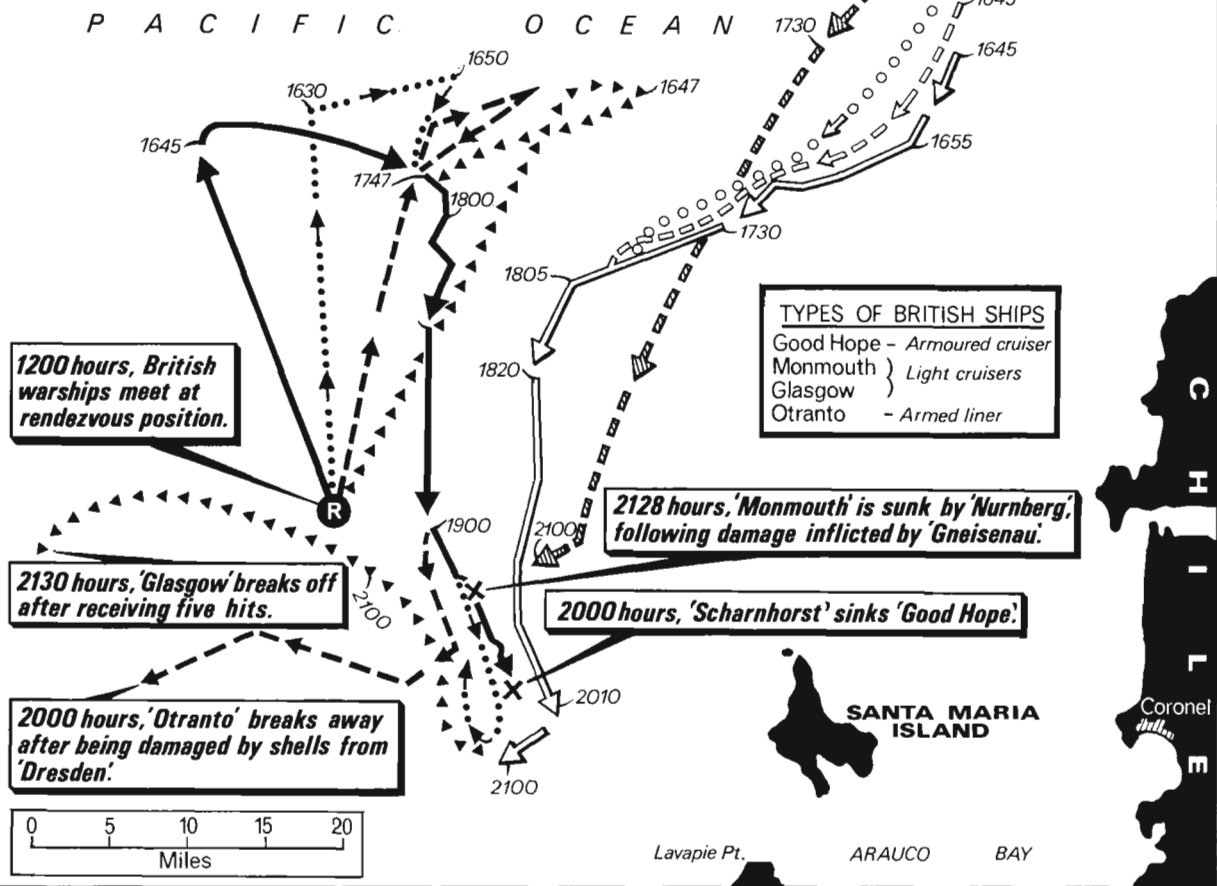 PACIFIC OCEAN
1645
1730
1645
1650
1630
1647
1645
1655
1747
1800
1730
1805
TYPES OF BRITISH SHIPS
Good Hope - Armoured cruiser
Monmouth } Light cruisers
Glasgow
Otranto - Armed liner
1820
1200 hours, British
warships meet at
rendezvous position.
R
1900
2100
2128 hours, 'Monmouth' is sunk by 'Nurnberg',
following damage inflicted by 'Gneisenau'.
2130 hours, 'Glasgow' breaks off
after receiving five hits.
2100
2000 hours, 'Scharnhorst' sinks 'Good Hope'.
2010
2000 hours, 'Otranto' breaks away
after being damaged by shells from
'Dresden'.
2100
SANTA MARIA
ISLAND
CHILE
Coronel
0 5 10 15 20
Miles
Lavapie Pt.
ARAUCO BAY